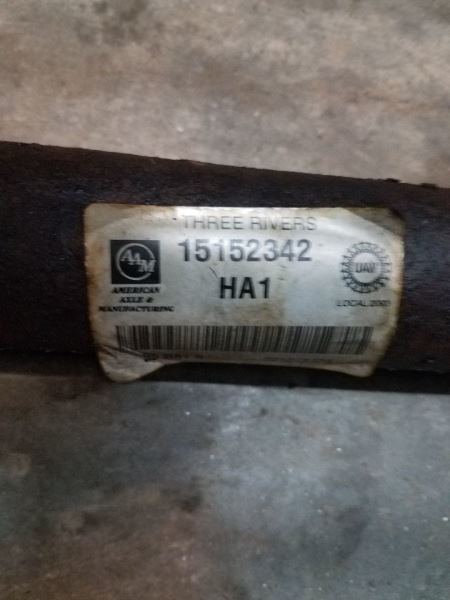 THREE RIVERS
15152342
HA1
AAM
AMERICAN
AXLE &
MANUFACTURING
UAW
LOCAL 2093